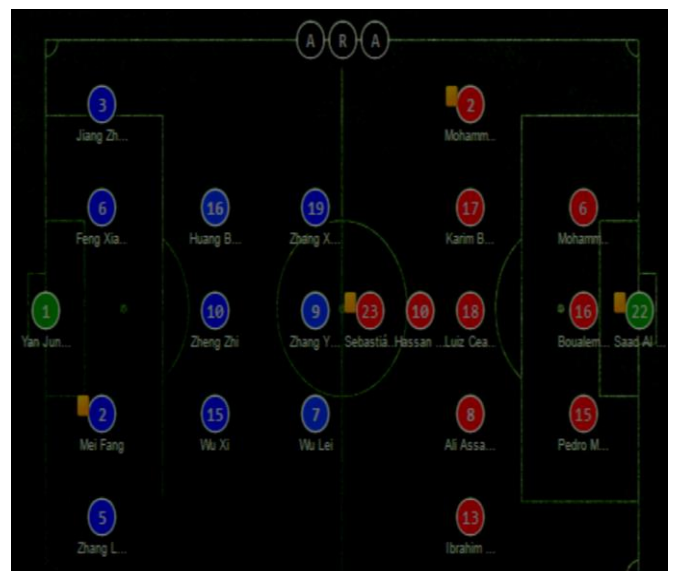 A R A
3
Jiang Zh...
2
Mohamm...
6
Feng Xia...
16
Huang B...
19
Zhang X...
17
Karim B...
6
Mohamm...
1
Yan Jun...
10
Zheng Zhi
9
Zhang Y...
23
Sebastiá...
10
Hassan ...
18
Luiz Cea...
16
Boualem...
22
Saad Al ...
2
Mei Fang
15
Wu Xi
7
Wu Lei
8
Ali Assa...
15
Pedro M...
5
Zhang L...
13
Ibrahim ...